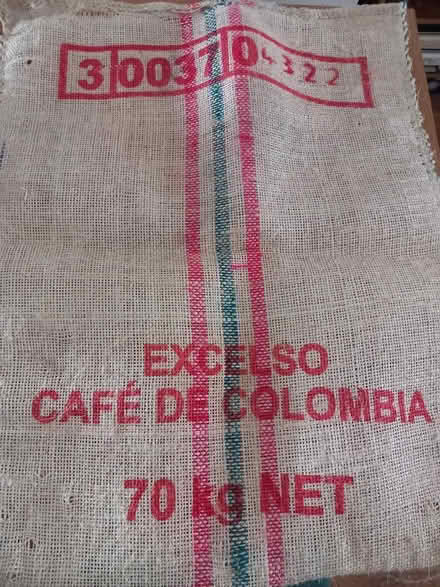 3 0037 04322
EXCELSO
CAFÉ DE COLOMBIA
70 kg NET